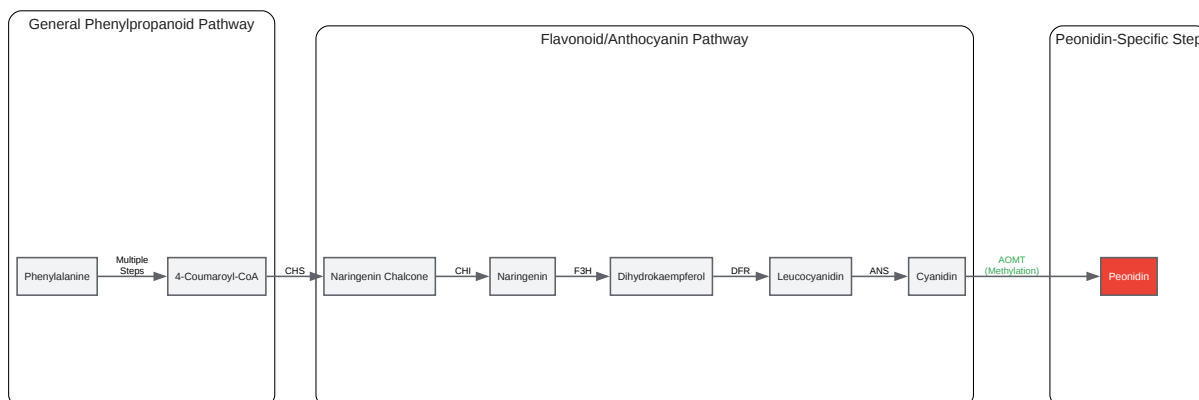 General Phenylpropanoid Pathway
Flavonoid/Anthocyanin Pathway
Peonidin-Specific Step
Phenylalanine
Multiple
Steps
4-Coumaroyl-CoA
CHS
Naringenin Chalcone
CHI
Naringenin
F3H
Dihydrokaempferol
DFR
Leucocyanidin
ANS
Cyanidin
AOMT
(Methylation)
Peonidin